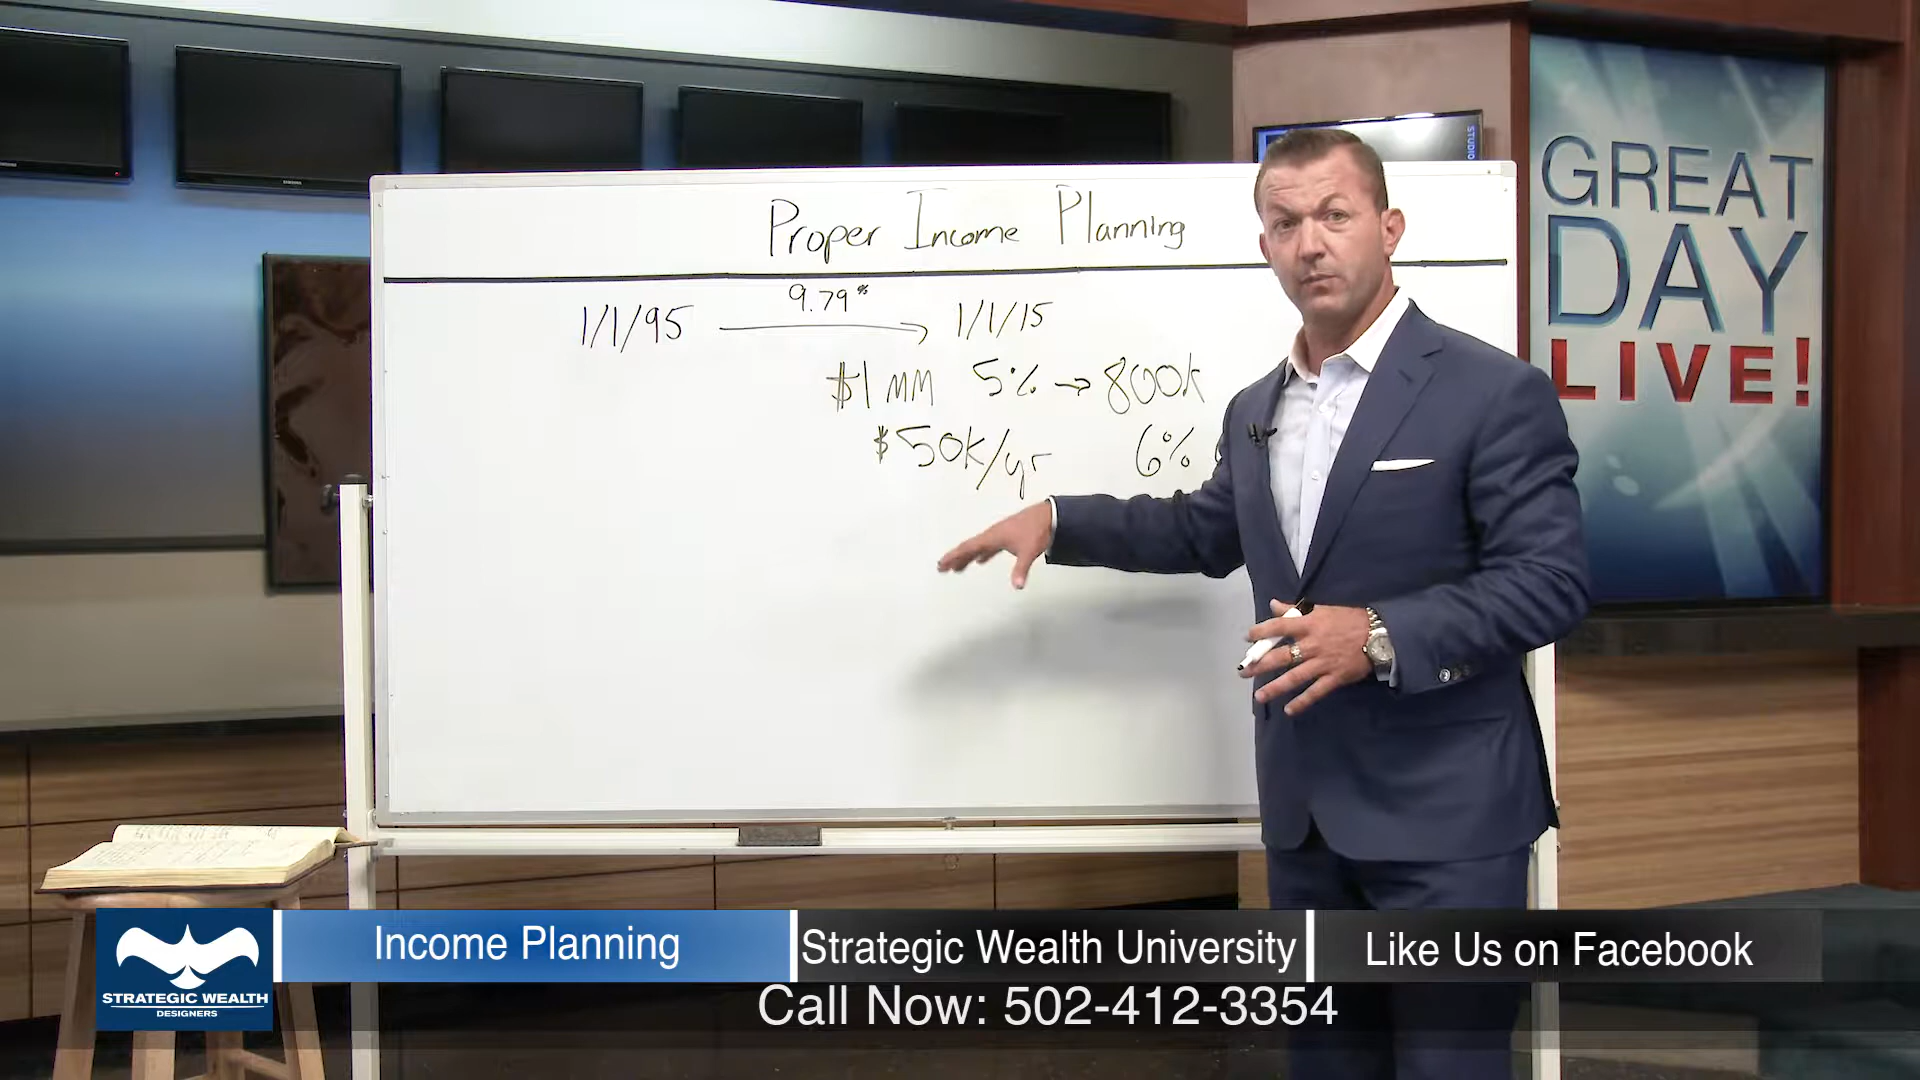 STUDIO
GREAT
DAY
LIVE!
Proper Income Planning
9.79%
1/1/95 → 1/1/15
$1 MM 5% → 800k
$50k/yr 6%
Income Planning
Strategic Wealth University
Like Us on Facebook
STRATEGIC WEALTH
DESIGNERS
Call Now: 502-412-3354